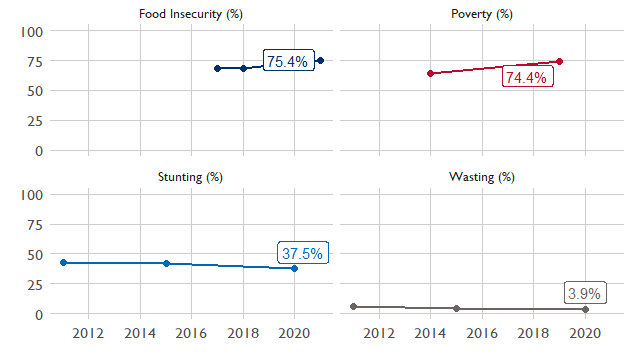 Food Insecurity (%)
Poverty (%)
100
75
50
25
0
75.4%
74.4%
Stunting (%)
Wasting (%)
100
75
50
25
0
37.5%
3.9%
2012 2014 2016 2018 2020
2012 2014 2016 2018 2020